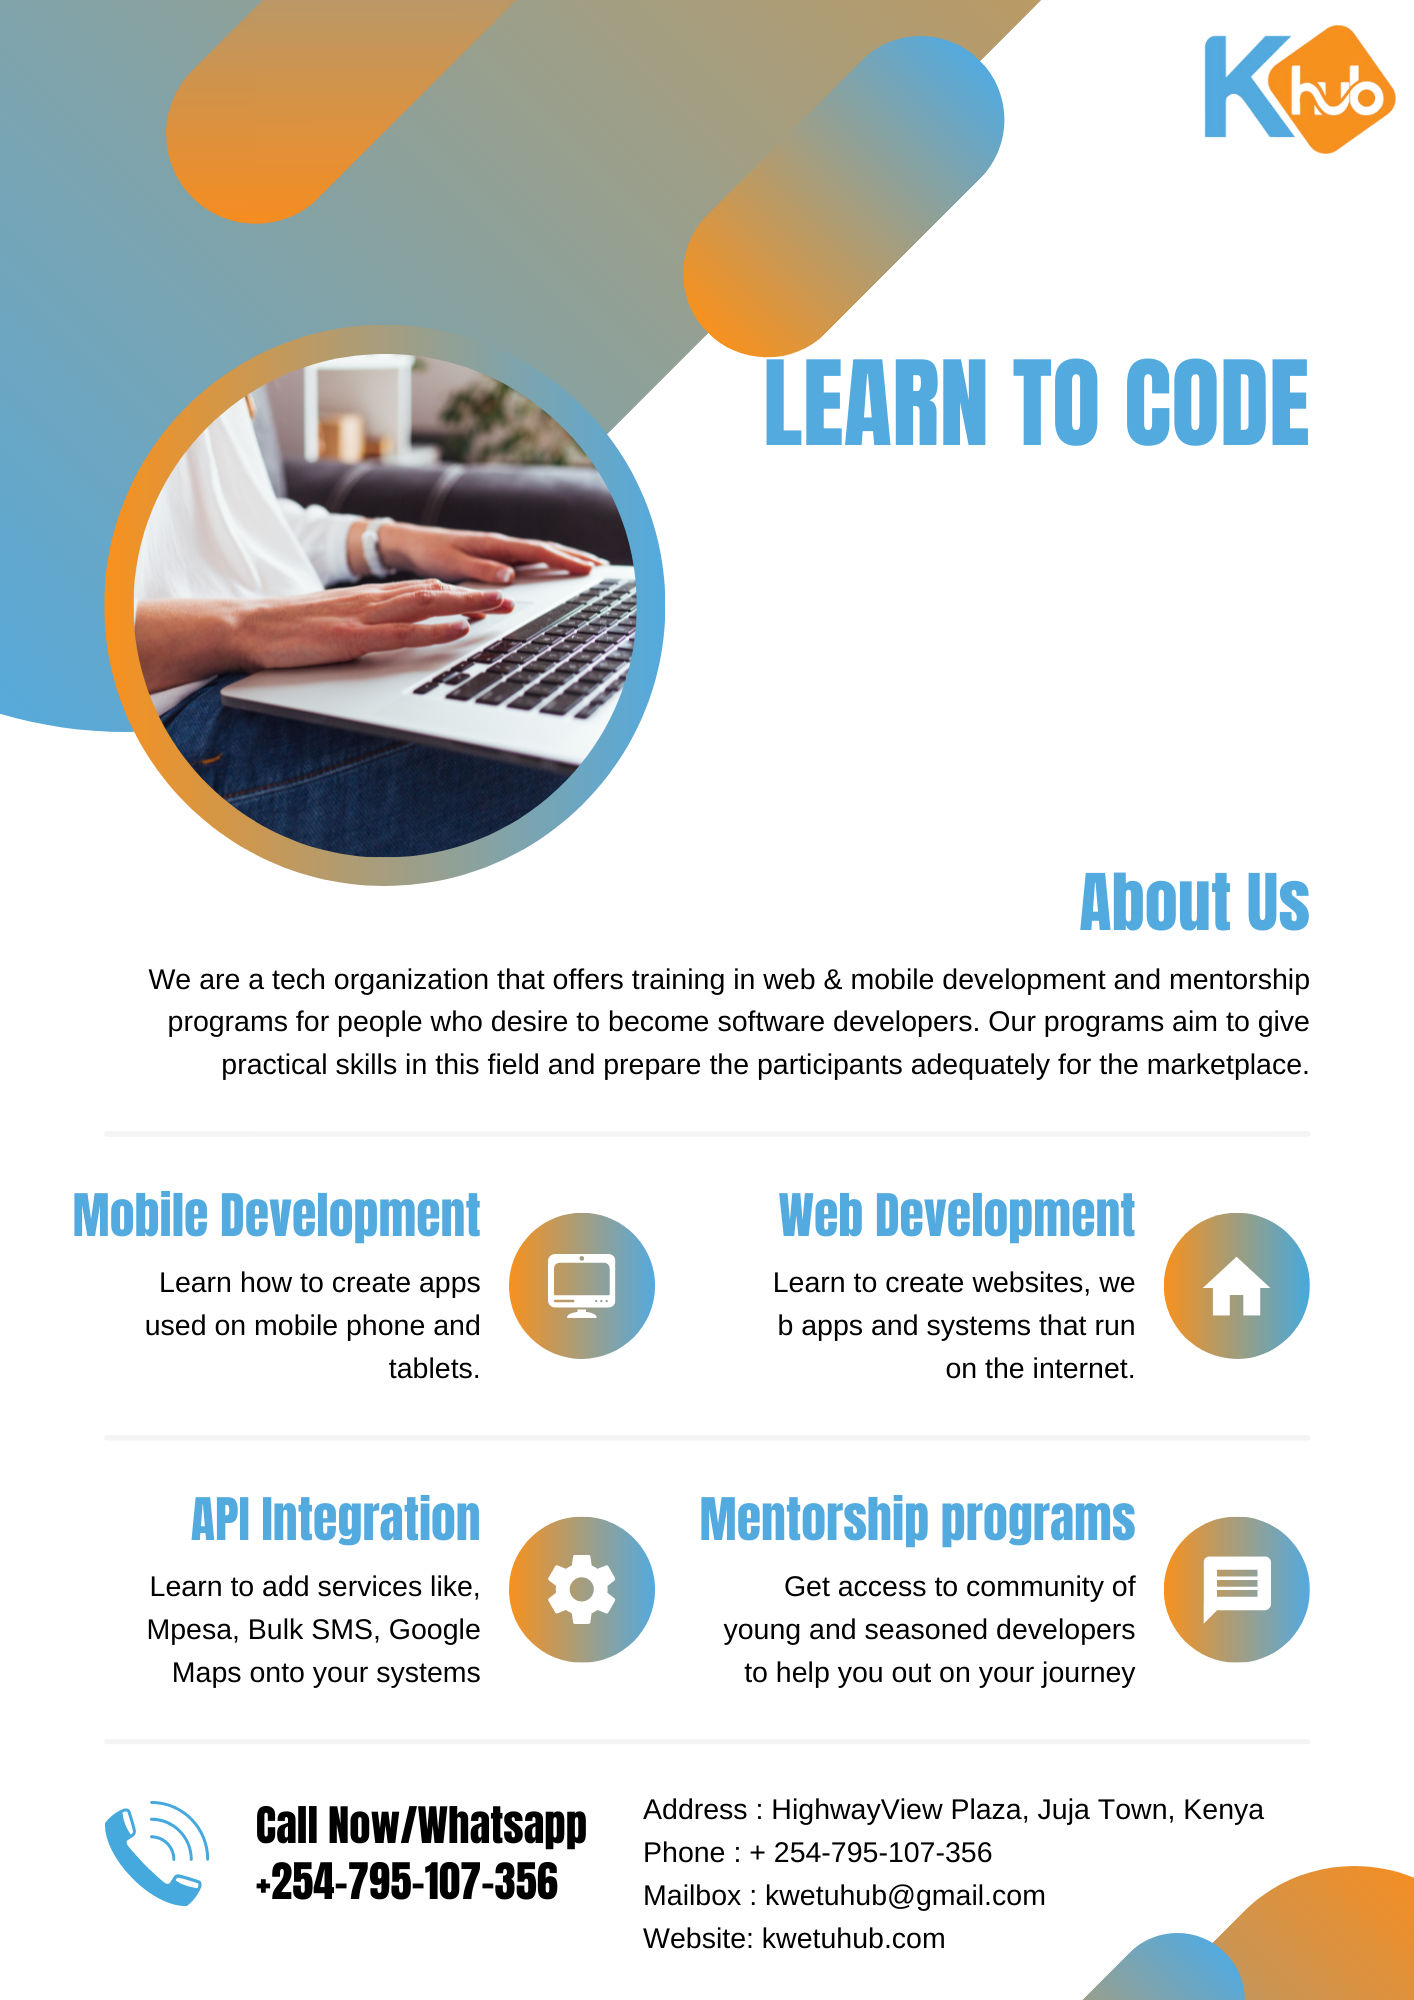 K hub
LEARN TO CODE
About Us
We are a tech organization that offers training in web & mobile development and mentorship
programs for people who desire to become software developers. Our programs aim to give
practical skills in this field and prepare the participants adequately for the marketplace.
Mobile Development
Learn how to create apps
used on mobile phone and
tablets.
Web Development
Learn to create websites, we
b apps and systems that run
on the internet.
API Integration
Learn to add services like,
Mpesa, Bulk SMS, Google
Maps onto your systems
Mentorship programs
Get access to community of
young and seasoned developers
to help you out on your journey
Call Now/Whatsapp
+254-795-107-356
Address : HighwayView Plaza, Juja Town, Kenya
Phone : + 254-795-107-356
Mailbox : kwetuhub@gmail.com
Website: kwetuhub.com